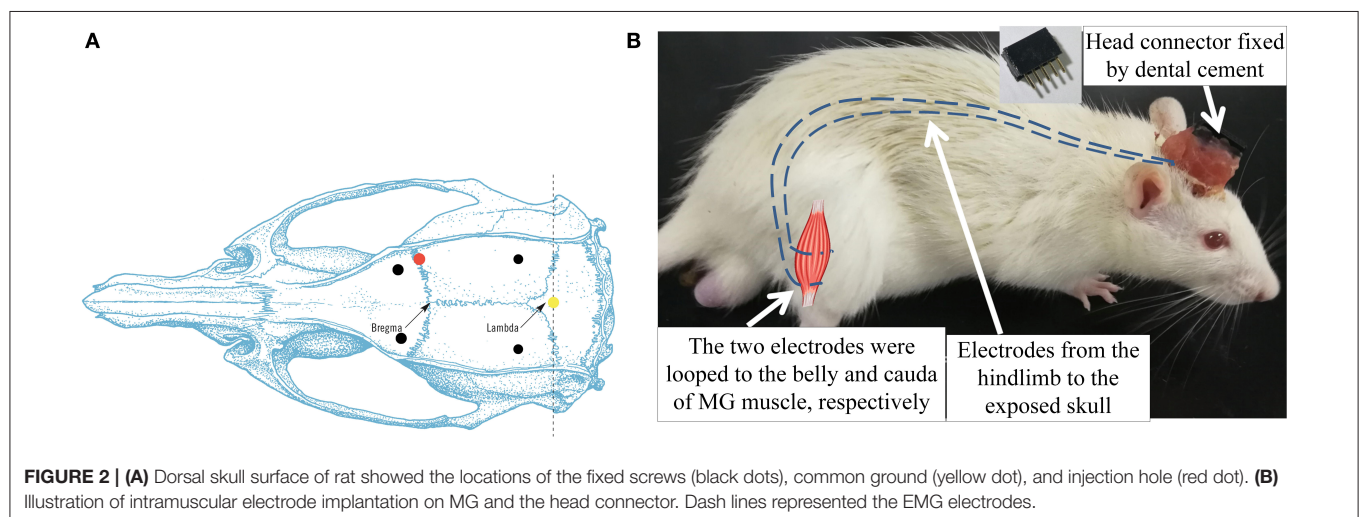 A
B
Head connector fixed
by dental cement
Bregma
Lambda
The two electrodes were
looped to the belly and cauda
of MG muscle, respectively
Electrodes from the
hindlimb to the
exposed skull
FIGURE 2 | (A) Dorsal skull surface of rat showed the locations of the fixed screws (black dots), common ground (yellow dot), and injection hole (red dot). (B)
Illustration of intramuscular electrode implantation on MG and the head connector. Dash lines represented the EMG electrodes.